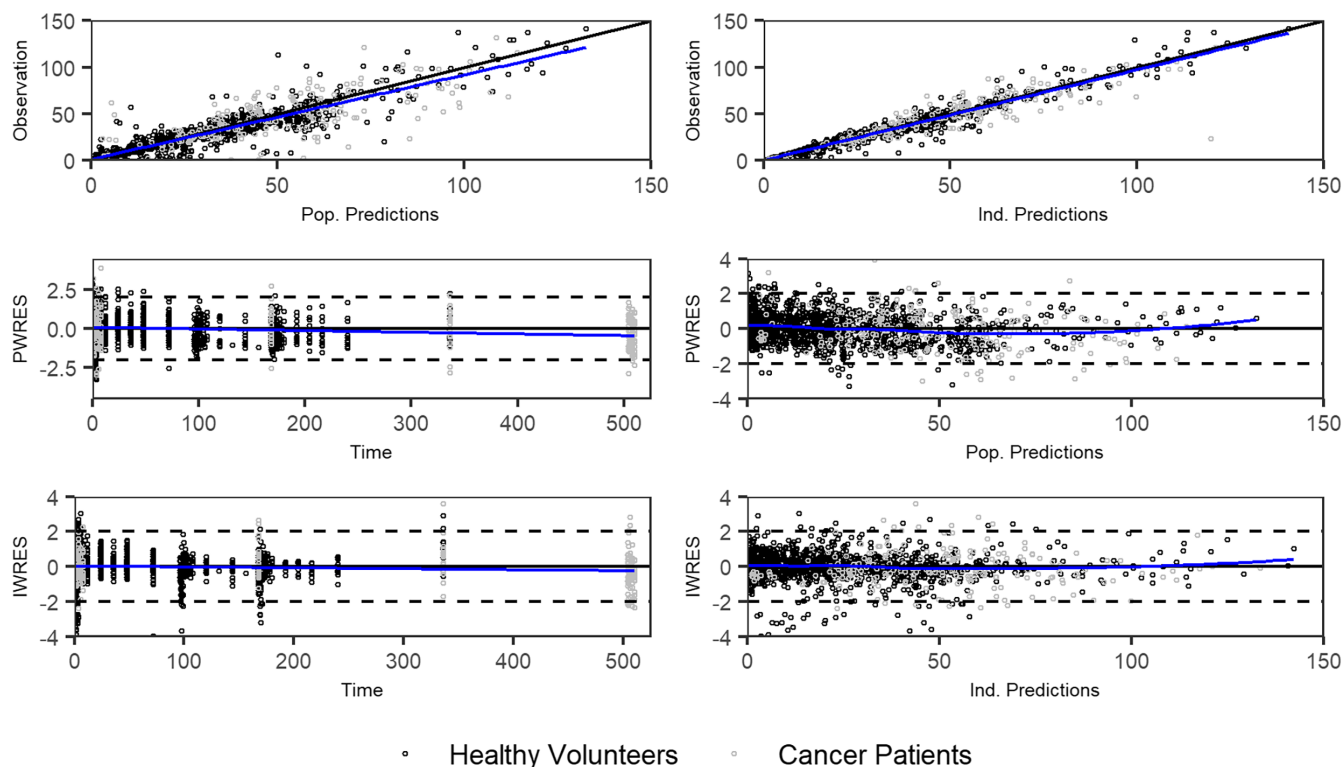 150
100
50
0
Observation
0 50 100 150
Pop. Predictions
150
100
50
0
Observation
0 50 100 150
Ind. Predictions
2.5
0.0
-2.5
PWRES
0 100 200 300 400 500
Time
4
2
0
-2
-4
PWRES
0 50 100 150
Pop. Predictions
4
2
0
-2
-4
IWRES
0 100 200 300 400 500
Time
4
2
0
-2
-4
IWRES
0 50 100 150
Ind. Predictions
Healthy Volunteers Cancer Patients